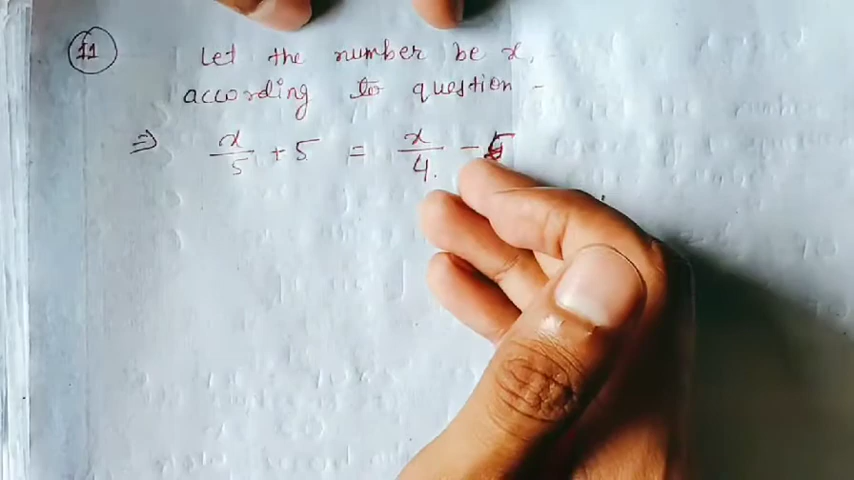 11
Let the number be x.
according to question -
⇒ x/5 + 5 = x/4 - 5